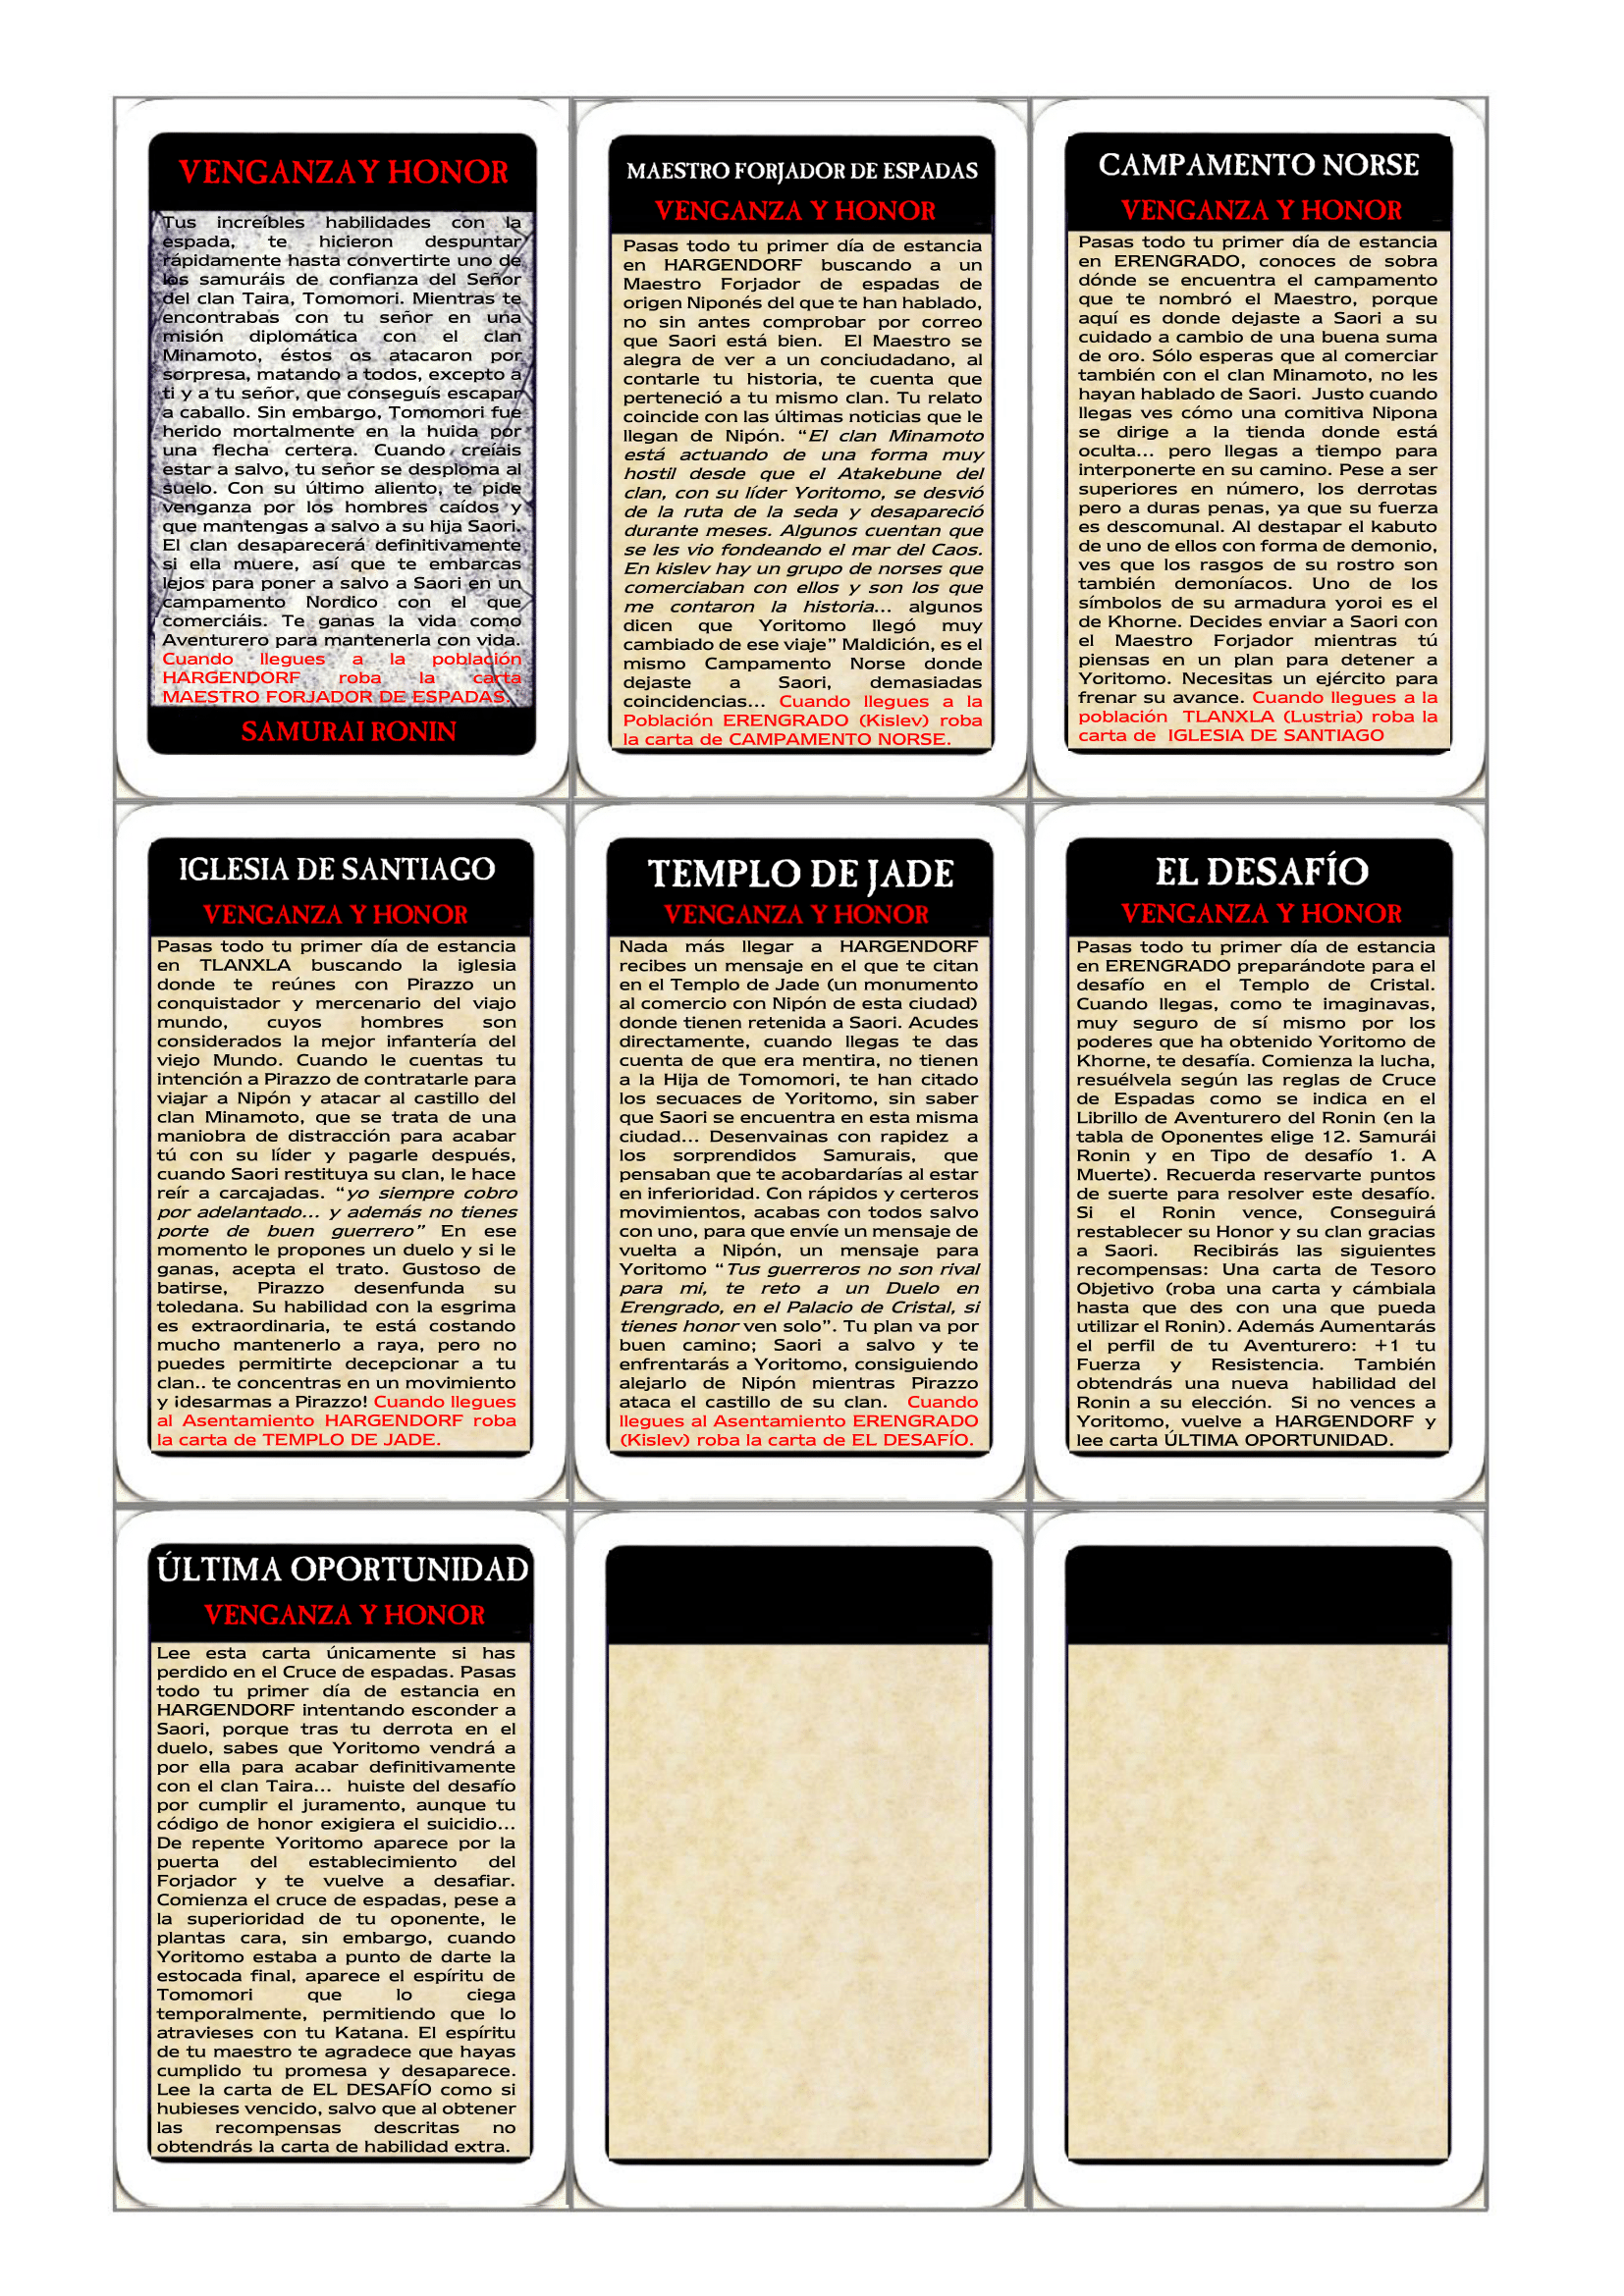 VENGANZA Y HONOR
Tus increíbles habilidades con la
espada, te hicieron despuntar
rápidamente hasta convertirte uno de
los samuráis de confianza del Señor
del clan Taira, Tomomori. Mientras te
encontrabas con tu señor en una
misión diplomática con el clan
Minamoto, éstos os atacaron por
sorpresa, matando a todos, excepto a
ti y a tu señor, que conseguís escapar
a caballo. Sin embargo, Tomomori fue
herido mortalmente en la huida por
una flecha certera. Cuando creíais
estar a salvo, tu señor se desploma al
suelo. Con su último aliento, te pide
venganza por los hombres caídos y
que mantengas a salvo a su hija Saori.
El clan desaparecerá definitivamente
si ella muere, así que te embarcas
lejos para poner a salvo a Saori en un
campamento Nordico con el que
comerciáis. Te ganas la vida como
Aventurero para mantenerla con vida.
Cuando llegues a la población
HARGENDORF roba la carta
MAESTRO FORJADOR DE ESPADAS.
SAMURAI RONIN
MAESTRO FORJADOR DE ESPADAS
VENGANZA Y HONOR
Pasas todo tu primer día de estancia
en HARGENDORF buscando a un
Maestro Forjador de espadas de
origen Niponés del que te han hablado,
no sin antes comprobar por correo
que Saori está bien. El Maestro se
alegra de ver a un conciudadano, al
contarle tu historia, te cuenta que
perteneció a tu mismo clan. Tu relato
coincide con las últimas noticias que le
llegan de Nipón. “El clan Minamoto
está actuando de una forma muy
hostil desde que el Atakebune del
clan, con su líder Yoritomo, se desvió
de la ruta de la seda y desapareció
durante meses. Algunos cuentan que
se les vio fondeando el mar del Caos.
En kislev hay un grupo de norses que
comerciaban con ellos y son los que
me contaron la historia... algunos
dicen que Yoritomo llegó muy
cambiado de ese viaje” Maldición, es el
mismo Campamento Norse donde
dejaste a Saori, demasiadas
coincidencias... Cuando llegues a la
Población ERENGRADO (Kislev) roba
la carta de CAMPAMENTO NORSE.
CAMPAMENTO NORSE
VENGANZA Y HONOR
Pasas todo tu primer día de estancia
en ERENGRADO, conoces de sobra
dónde se encuentra el campamento
que te nombró el Maestro, porque
aquí es donde dejaste a Saori a su
cuidado a cambio de una buena suma
de oro. Sólo esperas que al comerciar
también con el clan Minamoto, no les
hayan hablado de Saori. Justo cuando
llegas ves cómo una comitiva Nipona
se dirige a la tienda donde está
oculta... pero llegas a tiempo para
interponerte en su camino. Pese a ser
superiores en número, los derrotas
pero a duras penas, ya que su fuerza
es descomunal. Al destapar el kabuto
de uno de ellos con forma de demonio,
ves que los rasgos de su rostro son
también demoníacos. Uno de los
símbolos de su armadura yoroi es el
de Khorne. Decides enviar a Saori con
el Maestro Forjador mientras tú
piensas en un plan para detener a
Yoritomo. Necesitas un ejército para
frenar su avance. Cuando llegues a la
población TLANXLA (Lustria) roba la
carta de IGLESIA DE SANTIAGO
IGLESIA DE SANTIAGO
VENGANZA Y HONOR
Pasas todo tu primer día de estancia
en TLANXLA buscando la iglesia
donde te reúnes con Pirazzo un
conquistador y mercenario del viajo
mundo, cuyos hombres son
considerados la mejor infantería del
viejo Mundo. Cuando le cuentas tu
intención a Pirazzo de contratarle para
viajar a Nipón y atacar al castillo del
clan Minamoto, que se trata de una
maniobra de distracción para acabar
tú con su líder y pagarle después,
cuando Saori restituya su clan, le hace
reír a carcajadas. “yo siempre cobro
por adelantado... y además no tienes
porte de buen guerrero” En ese
momento le propones un duelo y si le
ganas, acepta el trato. Gustoso de
batirse, Pirazzo desenfunda su
toledana. Su habilidad con la esgrima
es extraordinaria, te está costando
mucho mantenerlo a raya, pero no
puedes permitirte decepcionar a tu
clan.. te concentras en un movimiento
y ¡desarmas a Pirazzo! Cuando llegues
al Asentamiento HARGENDORF roba
la carta de TEMPLO DE JADE.
TEMPLO DE JADE
VENGANZA Y HONOR
Nada más llegar a HARGENDORF
recibes un mensaje en el que te citan
en el Templo de Jade (un monumento
al comercio con Nipón de esta ciudad)
donde tienen retenida a Saori. Acudes
directamente, cuando llegas te das
cuenta de que era mentira, no tienen
a la Hija de Tomomori, te han citado
los secuaces de Yoritomo, sin saber
que Saori se encuentra en esta misma
ciudad... Desenvainas con rapidez a
los sorprendidos Samurais, que
pensaban que te acobardarías al estar
en inferioridad. Con rápidos y certeros
movimientos, acabas con todos salvo
con uno, para que envíe un mensaje de
vuelta a Nipón, un mensaje para
Yoritomo “Tus guerreros no son rival
para mi, te reto a un Duelo en
Erengrado, en el Palacio de Cristal, si
tienes honor ven solo”. Tu plan va por
buen camino; Saori a salvo y te
enfrentarás a Yoritomo, consiguiendo
alejarlo de Nipón mientras Pirazzo
ataca el castillo de su clan. Cuando
llegues al Asentamiento ERENGRADO
(Kislev) roba la carta de EL DESAFÍO.
EL DESAFÍO
VENGANZA Y HONOR
Pasas todo tu primer día de estancia
en ERENGRADO preparándote para el
desafío en el Templo de Cristal.
Cuando llegas, como te imaginavas,
muy seguro de sí mismo por los
poderes que ha obtenido Yoritomo de
Khorne, te desafía. Comienza la lucha,
resuélvela según las reglas de Cruce
de Espadas como se indica en el
Librillo de Aventurero del Ronin (en la
tabla de Oponentes elige 12. Samurái
Ronin y en Tipo de desafío 1. A
Muerte). Recuerda reservarte puntos
de suerte para resolver este desafío.
Si el Ronin vence, Conseguirá
restablecer su Honor y su clan gracias
a Saori. Recibirás las siguientes
recompensas: Una carta de Tesoro
Objetivo (roba una carta y cámbiala
hasta que des con una que pueda
utilizar el Ronin). Además Aumentarás
el perfil de tu Aventurero: +1 tu
Fuerza y Resistencia. También
obtendrás una nueva habilidad del
Ronin a su elección. Si no vences a
Yoritomo, vuelve a HARGENDORF y
lee carta ÚLTIMA OPORTUNIDAD.
ÚLTIMA OPORTUNIDAD
VENGANZA Y HONOR
Lee esta carta únicamente si has
perdido en el Cruce de espadas. Pasas
todo tu primer día de estancia en
HARGENDORF intentando esconder a
Saori, porque tras tu derrota en el
duelo, sabes que Yoritomo vendrá a
por ella para acabar definitivamente
con el clan Taira... huiste del desafío
por cumplir el juramento, aunque tu
código de honor exigiera el suicidio...
De repente Yoritomo aparece por la
puerta del establecimiento del
Forjador y te vuelve a desafiar.
Comienza el cruce de espadas, pese a
la superioridad de tu oponente, le
plantas cara, sin embargo, cuando
Yoritomo estaba a punto de darte la
estocada final, aparece el espíritu de
Tomomori que lo ciega
temporalmente, permitiendo que lo
atravieses con tu Katana. El espíritu
de tu maestro te agradece que hayas
cumplido tu promesa y desaparece.
Lee la carta de EL DESAFÍO como si
hubieses vencido, salvo que al obtener
las recompensas descritas no
obtendrás la carta de habilidad extra.